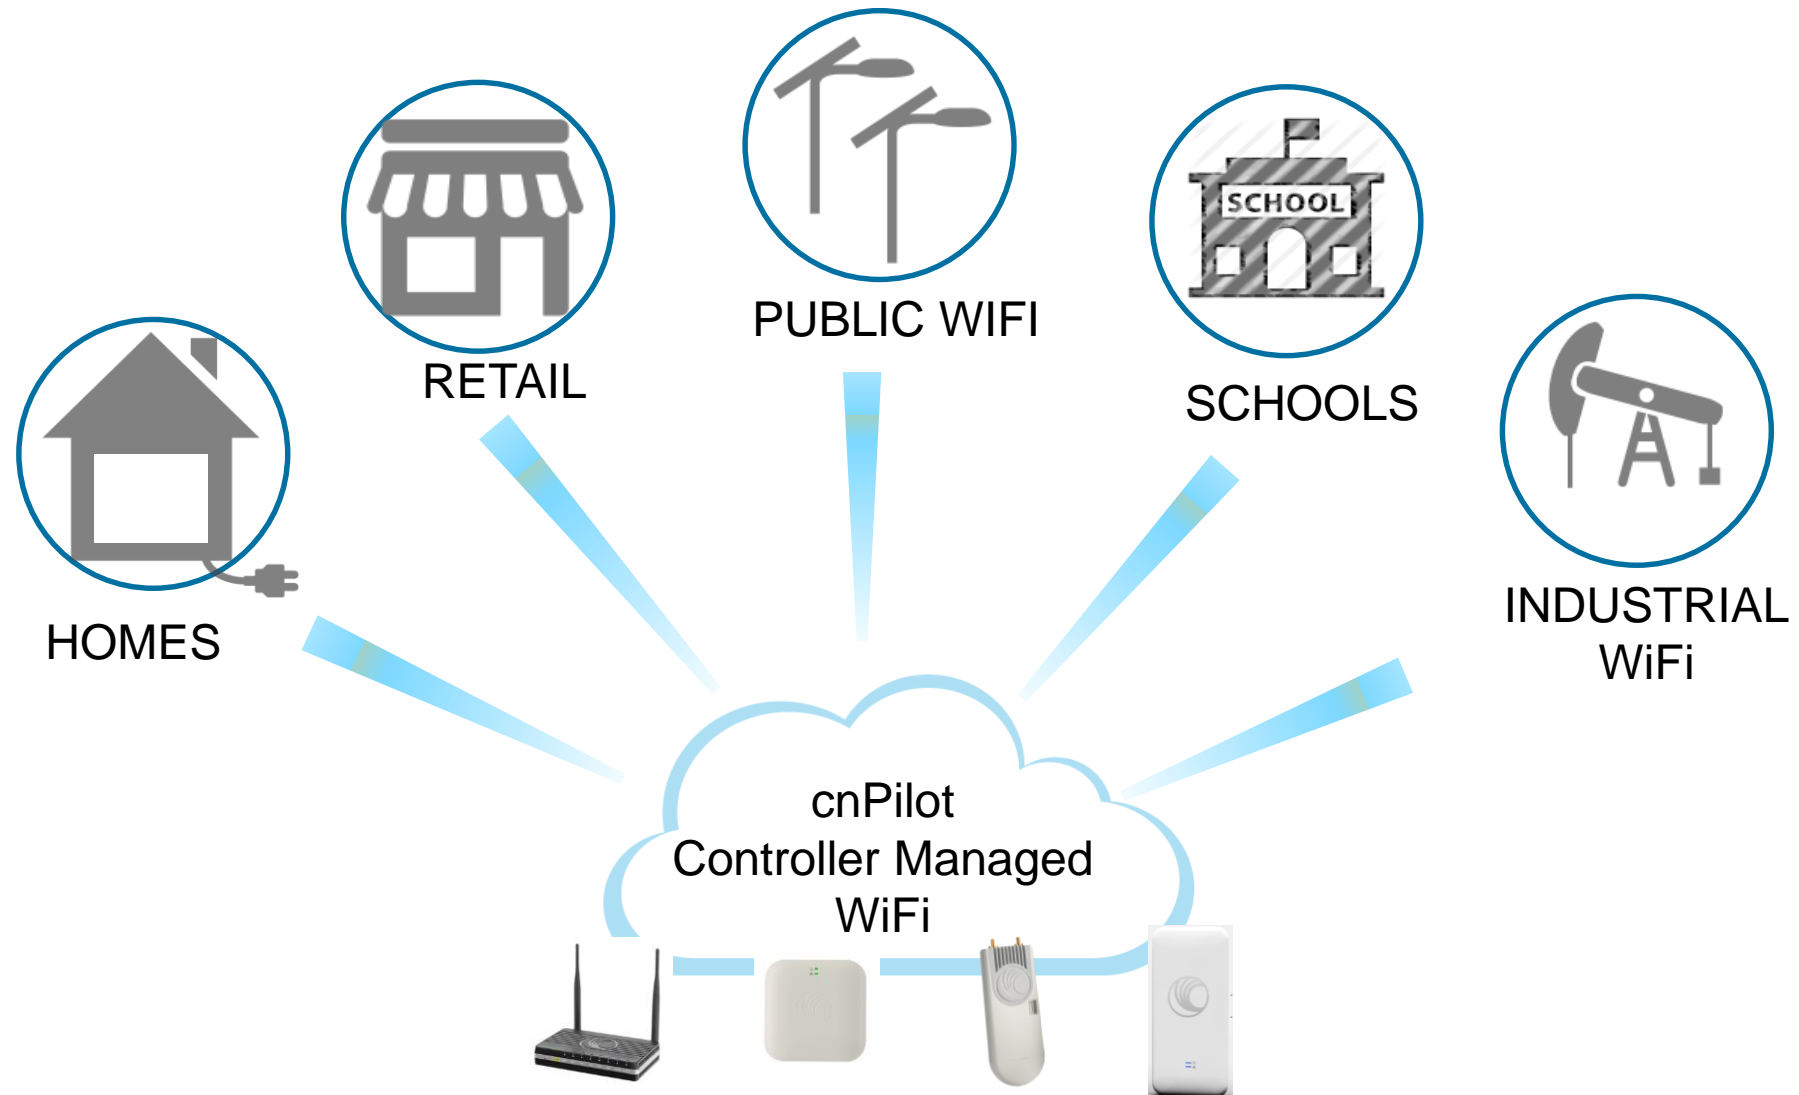 PUBLIC WIFI
RETAIL
SCHOOL
SCHOOLS
HOMES
INDUSTRIAL
WiFi
cnPilot
Controller Managed
WiFi